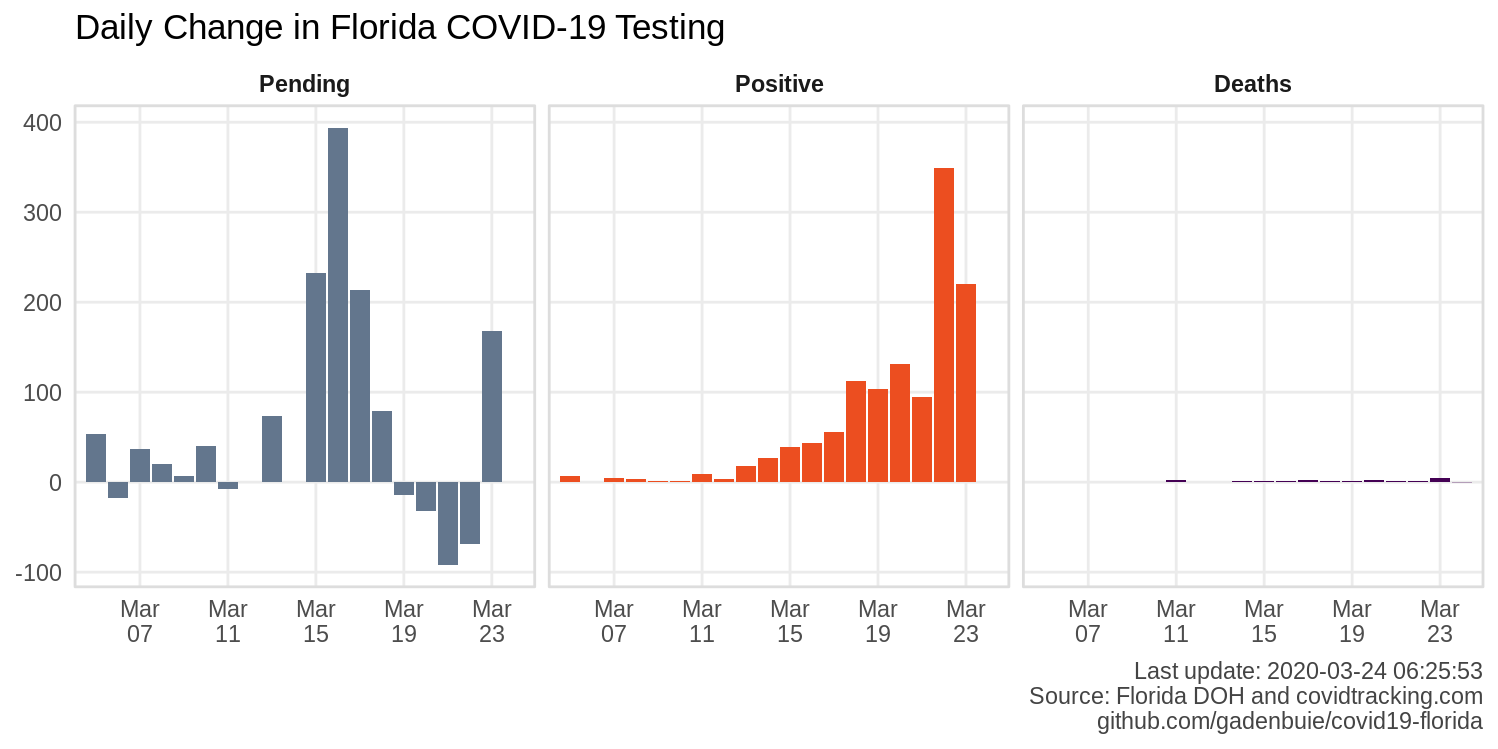 Daily Change in Florida COVID-19 Testing
Pending
Positive
Deaths
400
300
200
100
0
-100
Mar
07
Mar
11
Mar
15
Mar
19
Mar
23
Mar
07
Mar
11
Mar
15
Mar
19
Mar
23
Mar
07
Mar
11
Mar
15
Mar
19
Mar
23
Last update: 2020-03-24 06:25:53
Source: Florida DOH and covidtracking.com
github.com/gadenbuie/covid19-florida